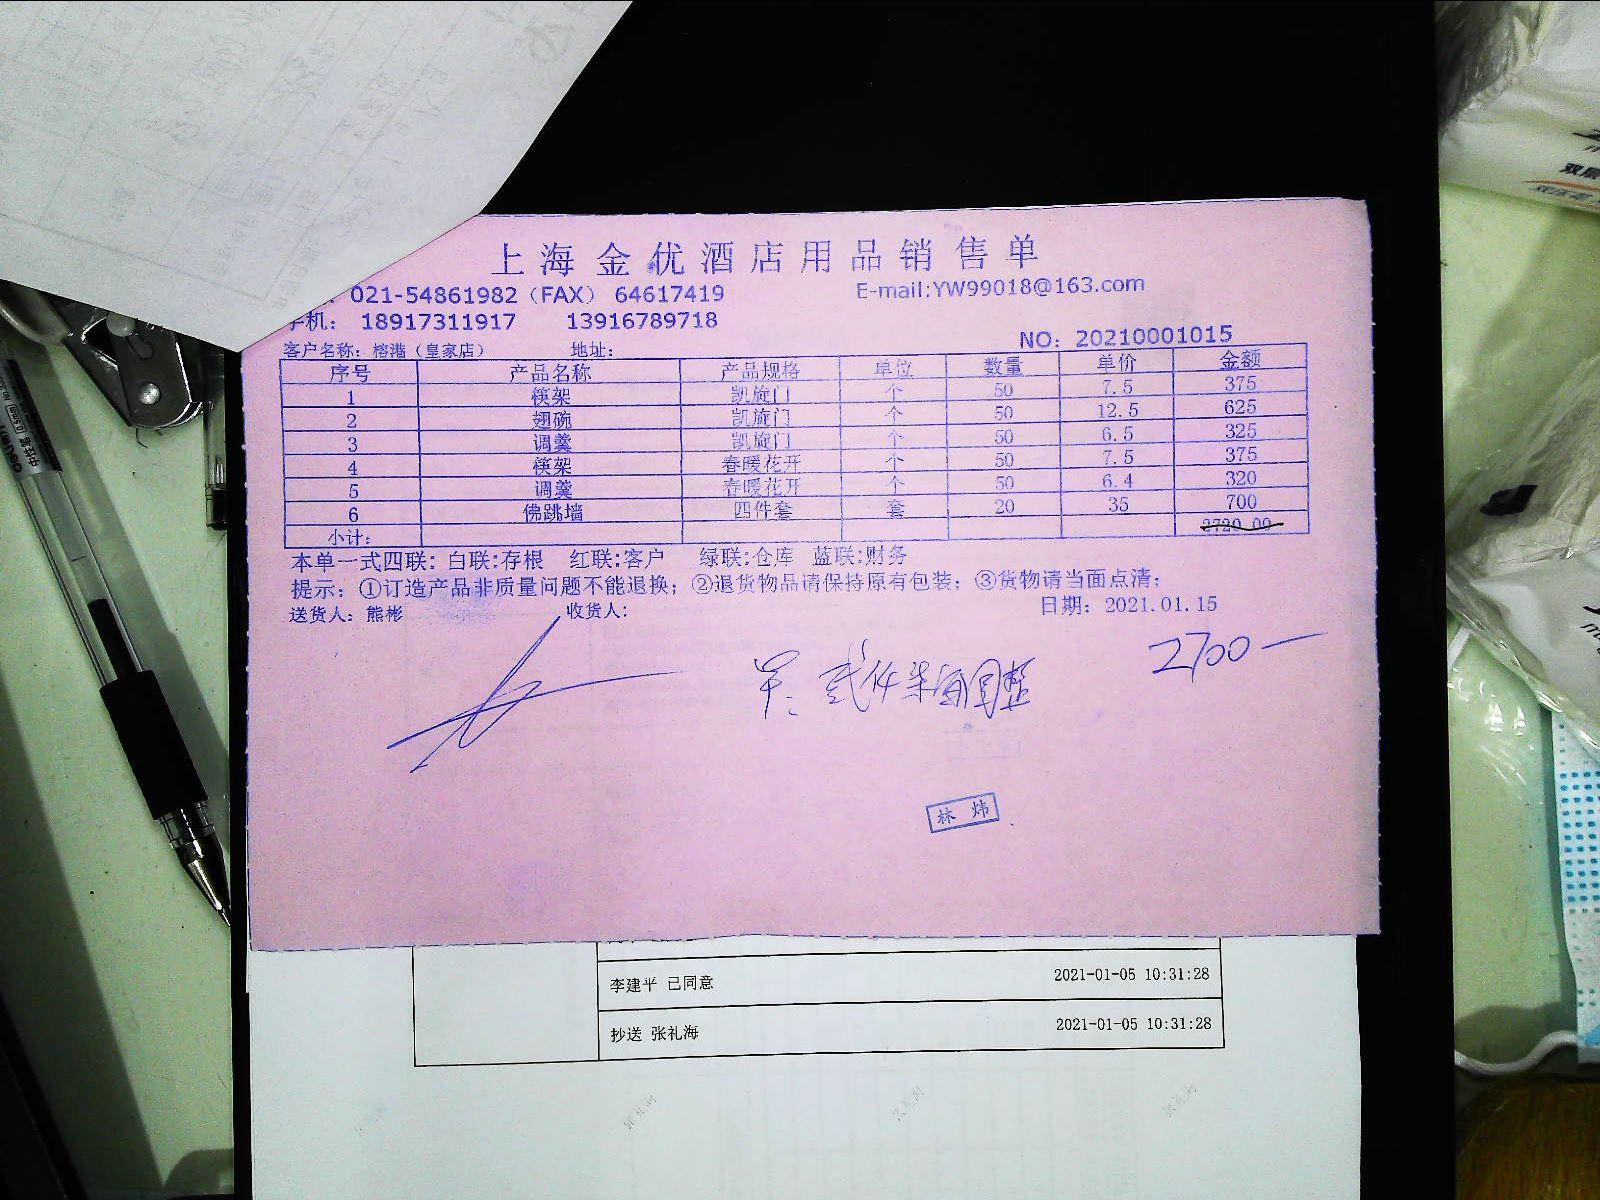 上海金优酒店用品销售单
021-54861982（FAX） 64617419 E-mail:YW99018@163.com
手机： 18917311917 13916789718
NO：20210001015
客户名称：榕港（皇家店） 地址：
序号 产品名称 产品规格 单位 数量 单价 金额
1 筷架 凯旋门 个 50 7.5 375
2 翅碗 凯旋门 个 50 12.5 625
3 调羹 凯旋门 个 50 6.5 325
4 筷架 春暖花开 个 50 7.5 375
5 调羹 春暖花开 个 50 6.4 320
6 佛跳墙 四件套 套 20 35 700
小计： 2720.00
本单一式四联：白联:存根 红联:客户 绿联:仓库 蓝联:财务
提示：①订造产品非质量问题不能退换；②退货物品请保持原有包装；③货物请当面点清；
送货人：熊彬 收货人： 日期：2021.01.15
2700—
贰仟柒佰圆整
林炜
李建平 已同意 2021-01-05 10:31:28
抄送 张礼海 2021-01-05 10:31:28
双层